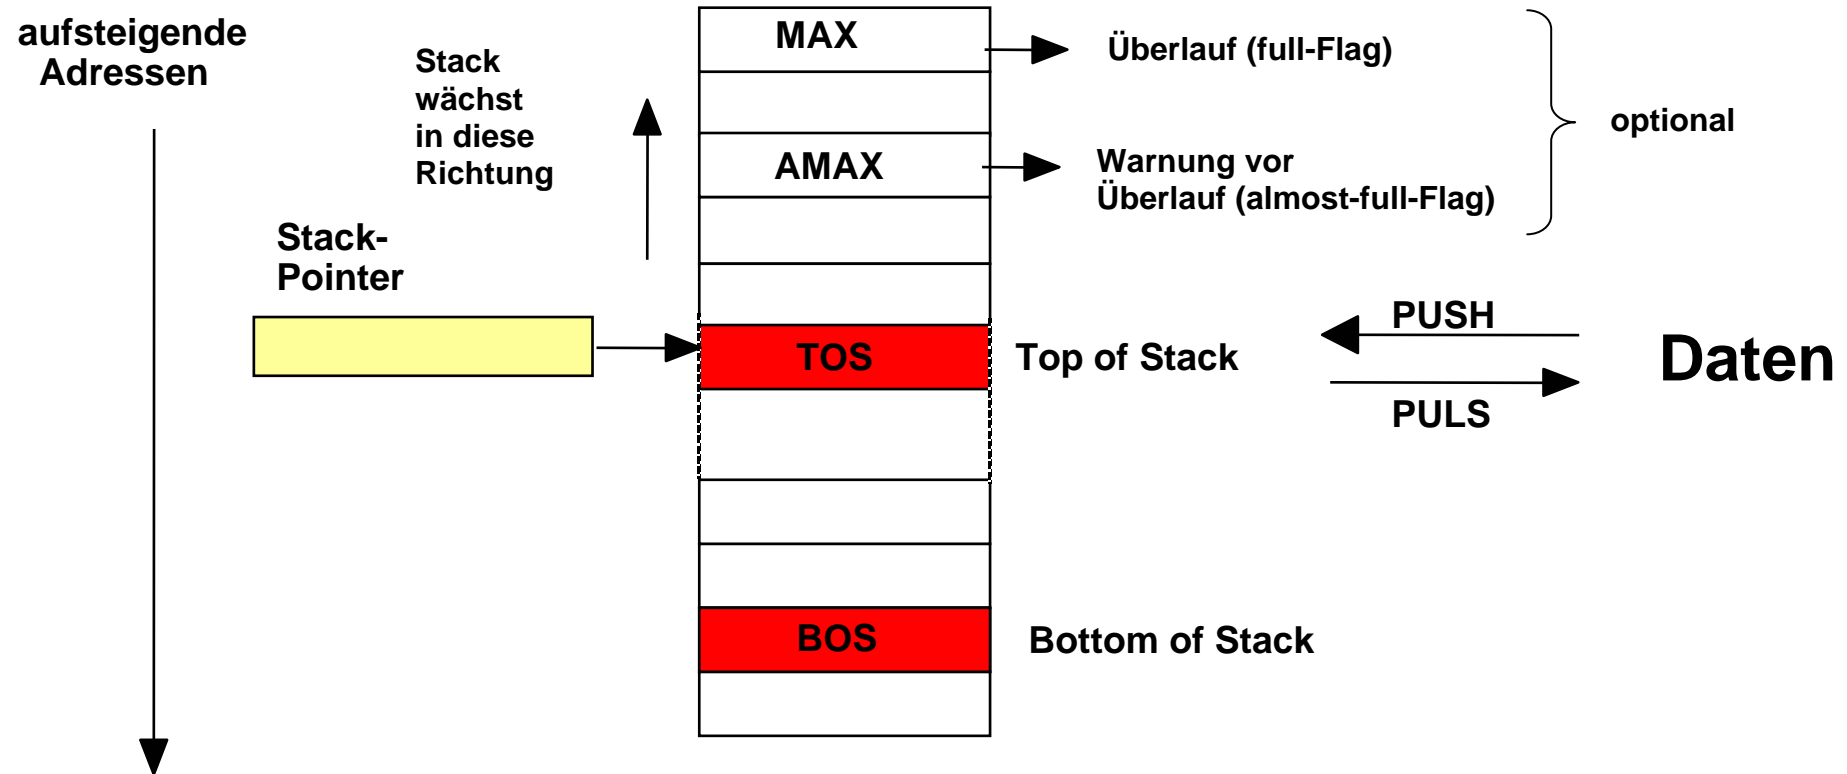 aufsteigende
Adressen
Stack
wächst
in diese
Richtung
Stack-
Pointer
MAX
Überlauf (full-Flag)
AMAX
Warnung vor
Überlauf (almost-full-Flag)
optional
TOS
Top of Stack
PUSH
PULS
Daten
BOS
Bottom of Stack